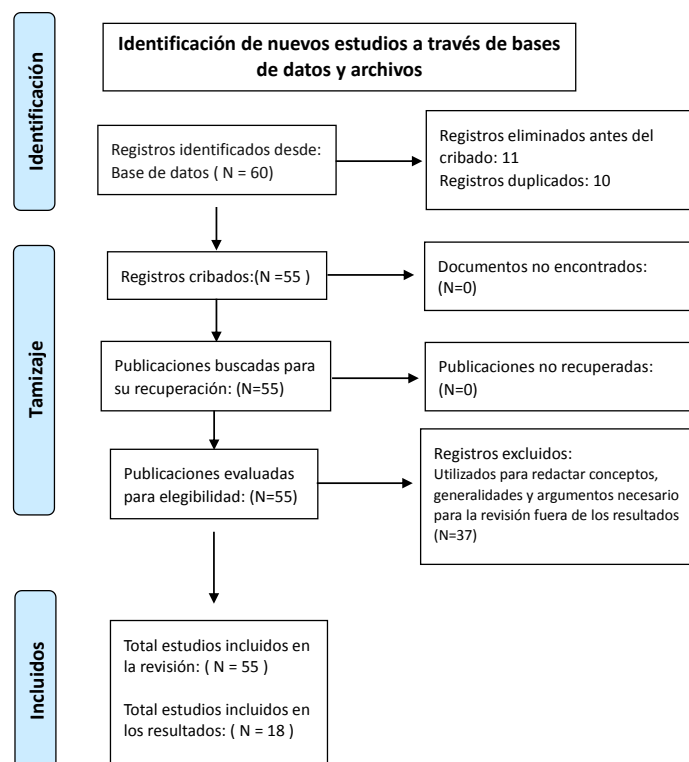 Identificación
Identificación de nuevos estudios a través de bases
de datos y archivos
Registros identificados desde:
Base de datos ( N = 60)
Registros eliminados antes del
cribado: 11
Registros duplicados: 10
Tamizaje
Registros cribados:(N =55 )
Documentos no encontrados:
(N=0)
Publicaciones buscadas para
su recuperación: (N=55)
Publicaciones no recuperadas:
(N=0)
Publicaciones evaluadas
para elegibilidad: (N=55)
Registros excluidos:
Utilizados para redactar conceptos,
generalidades y argumentos necesario
para la revisión fuera de los resultados
(N=37)
Incluidos
Total estudios incluidos en
la revisión: ( N = 55 )
Total estudios incluidos en
los resultados: ( N = 18 )